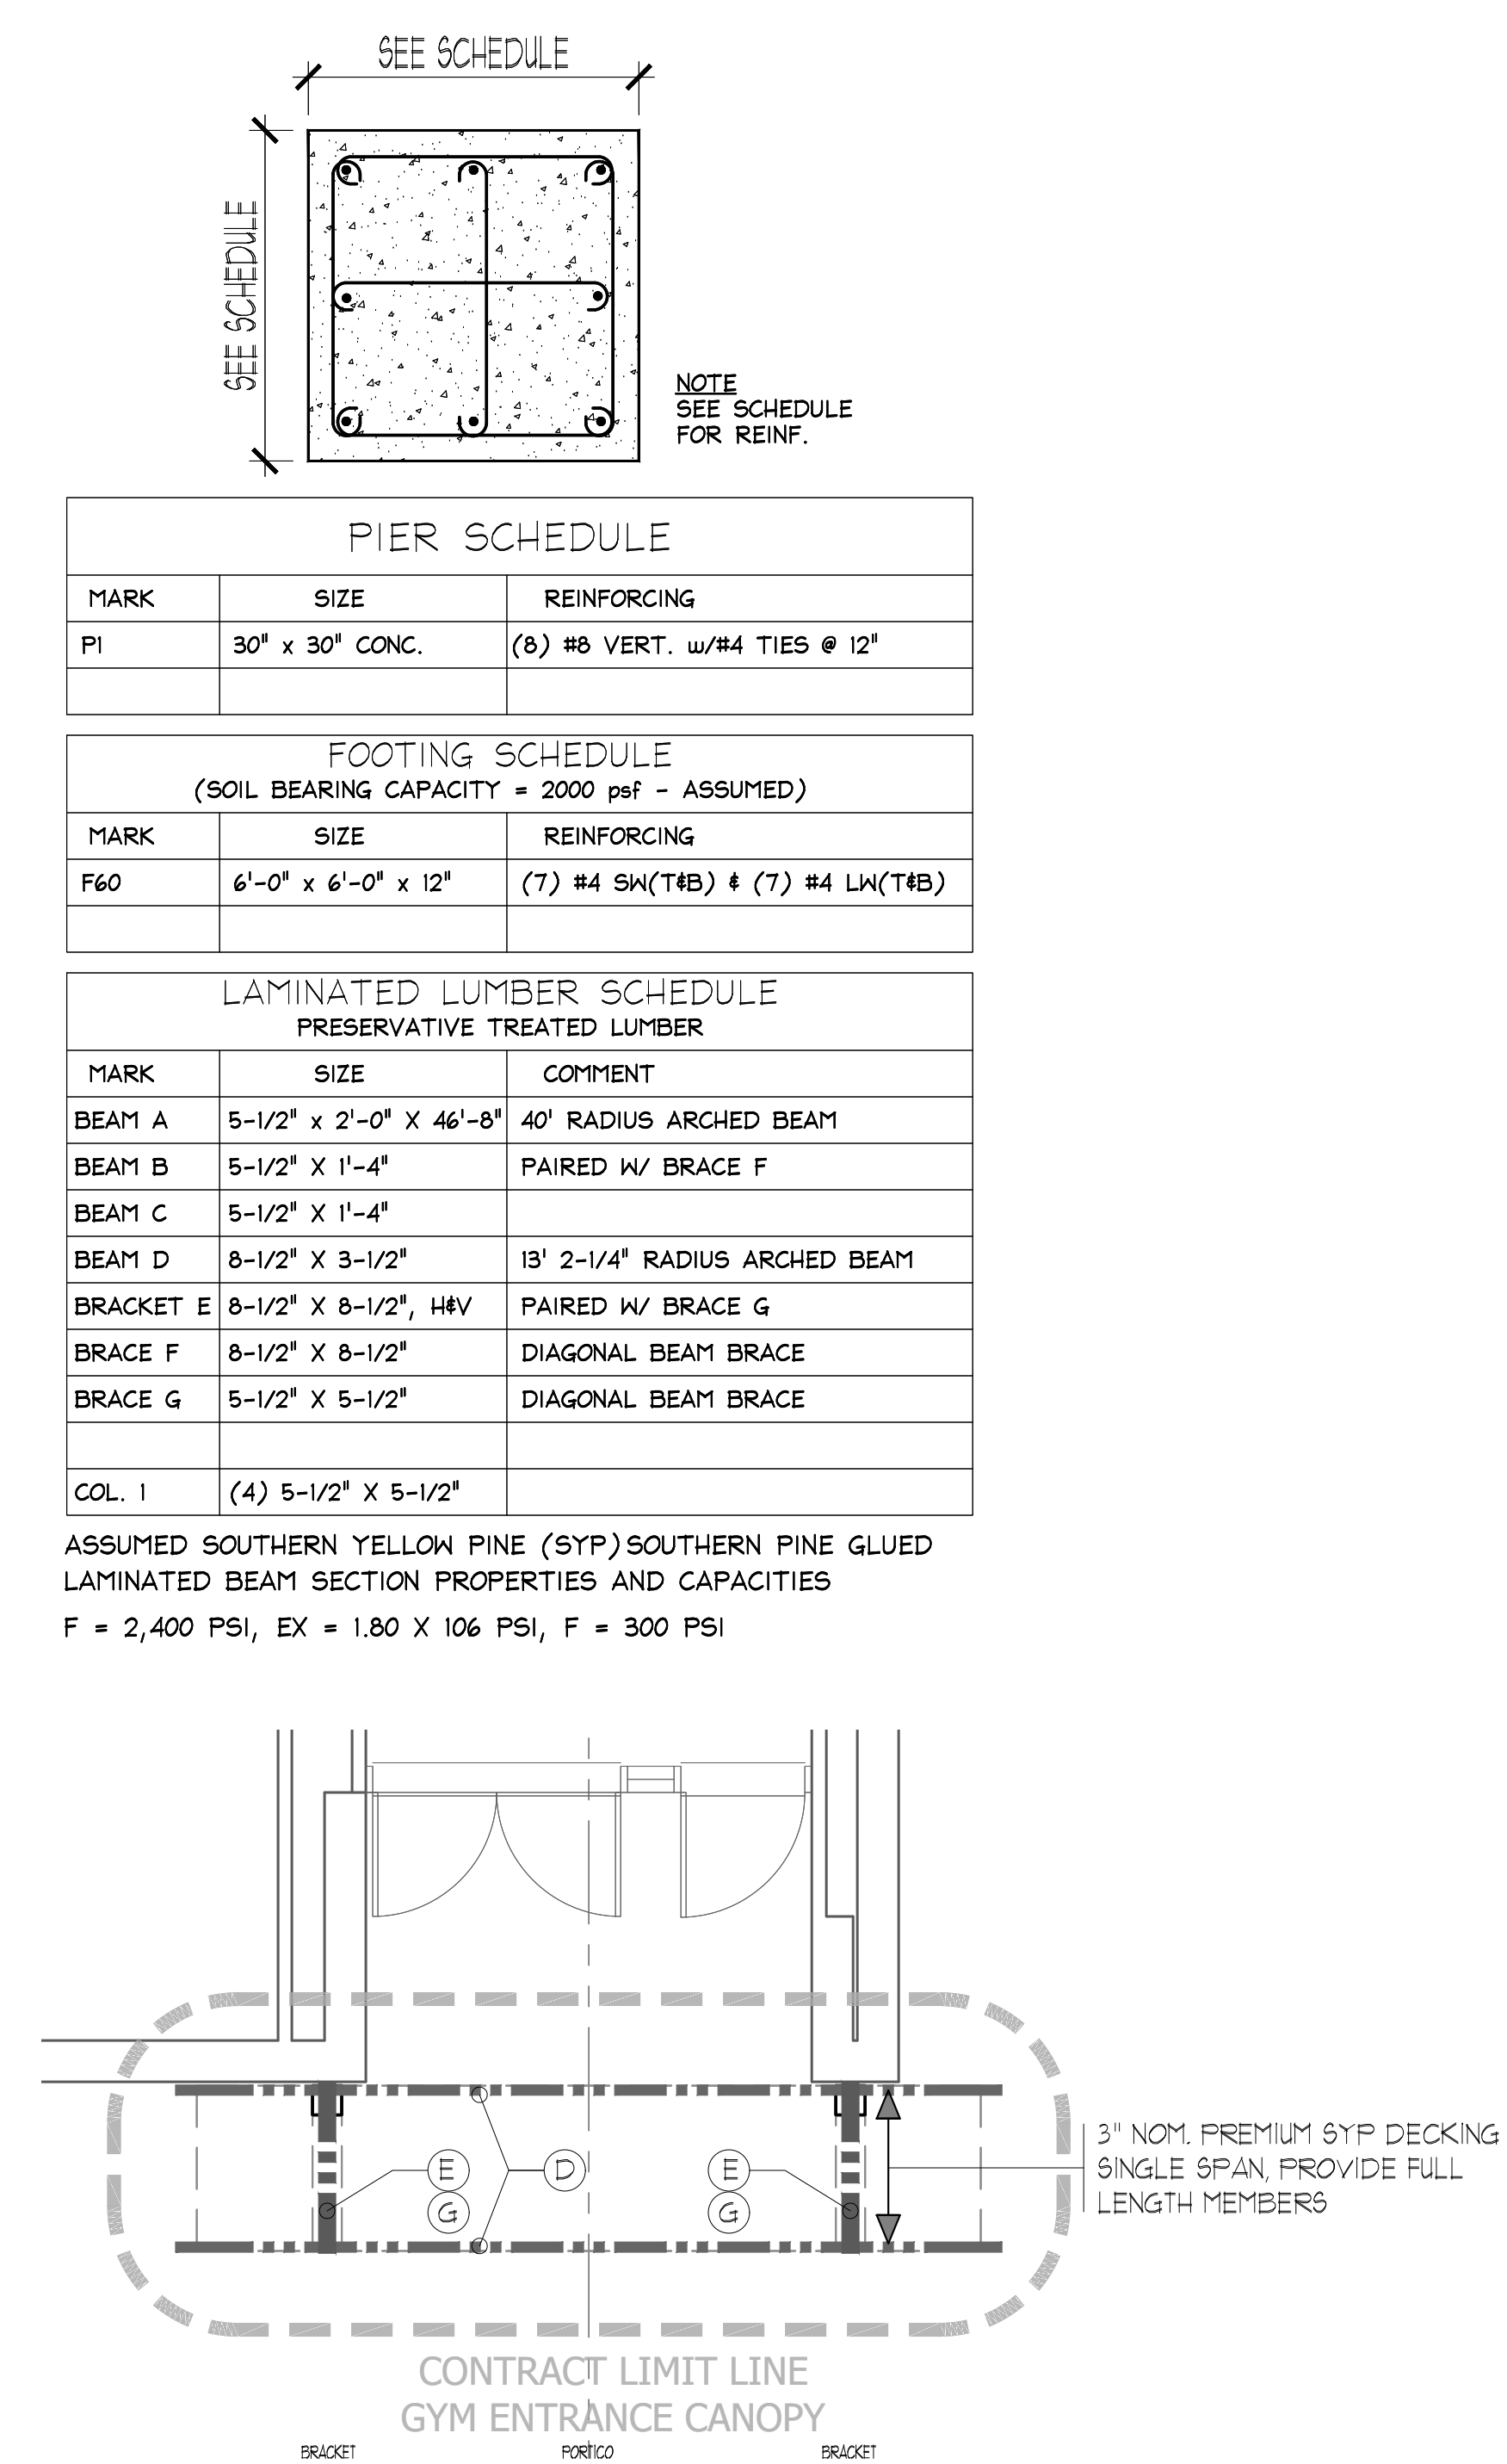 SEE SCHEDULE
SEE SCHEDULE
NOTE
SEE SCHEDULE
FOR REINF.
PIER SCHEDULE
MARK SIZE REINFORCING
P1 30" x 30" CONC. (8) #8 VERT. w/#4 TIES @ 12"
FOOTING SCHEDULE
(SOIL BEARING CAPACITY = 2000 psf - ASSUMED)
MARK SIZE REINFORCING
F60 6'-0" x 6'-0" x 12" (7) #4 SW(T&B) & (7) #4 LW(T&B)
LAMINATED LUMBER SCHEDULE
PRESERVATIVE TREATED LUMBER
MARK SIZE COMMENT
BEAM A 5-1/2" x 2'-0" X 46'-8" 40' RADIUS ARCHED BEAM
BEAM B 5-1/2" X 1'-4" PAIRED W/ BRACE F
BEAM C 5-1/2" X 1'-4"
BEAM D 8-1/2" X 3-1/2" 13' 2-1/4" RADIUS ARCHED BEAM
BRACKET E 8-1/2" X 8-1/2", H&V PAIRED W/ BRACE G
BRACE F 8-1/2" X 8-1/2" DIAGONAL BEAM BRACE
BRACE G 5-1/2" X 5-1/2" DIAGONAL BEAM BRACE
COL. 1 (4) 5-1/2" X 5-1/2"
ASSUMED SOUTHERN YELLOW PINE (SYP)SOUTHERN PINE GLUED
LAMINATED BEAM SECTION PROPERTIES AND CAPACITIES
F = 2,400 PSI, EX = 1.80 X 106 PSI, F = 300 PSI
E D E
G G
3" NOM. PREMIUM SYP DECKING
SINGLE SPAN, PROVIDE FULL
LENGTH MEMBERS
CONTRACT LIMIT LINE
GYM ENTRANCE CANOPY
BRACKET PORTICO BRACKET